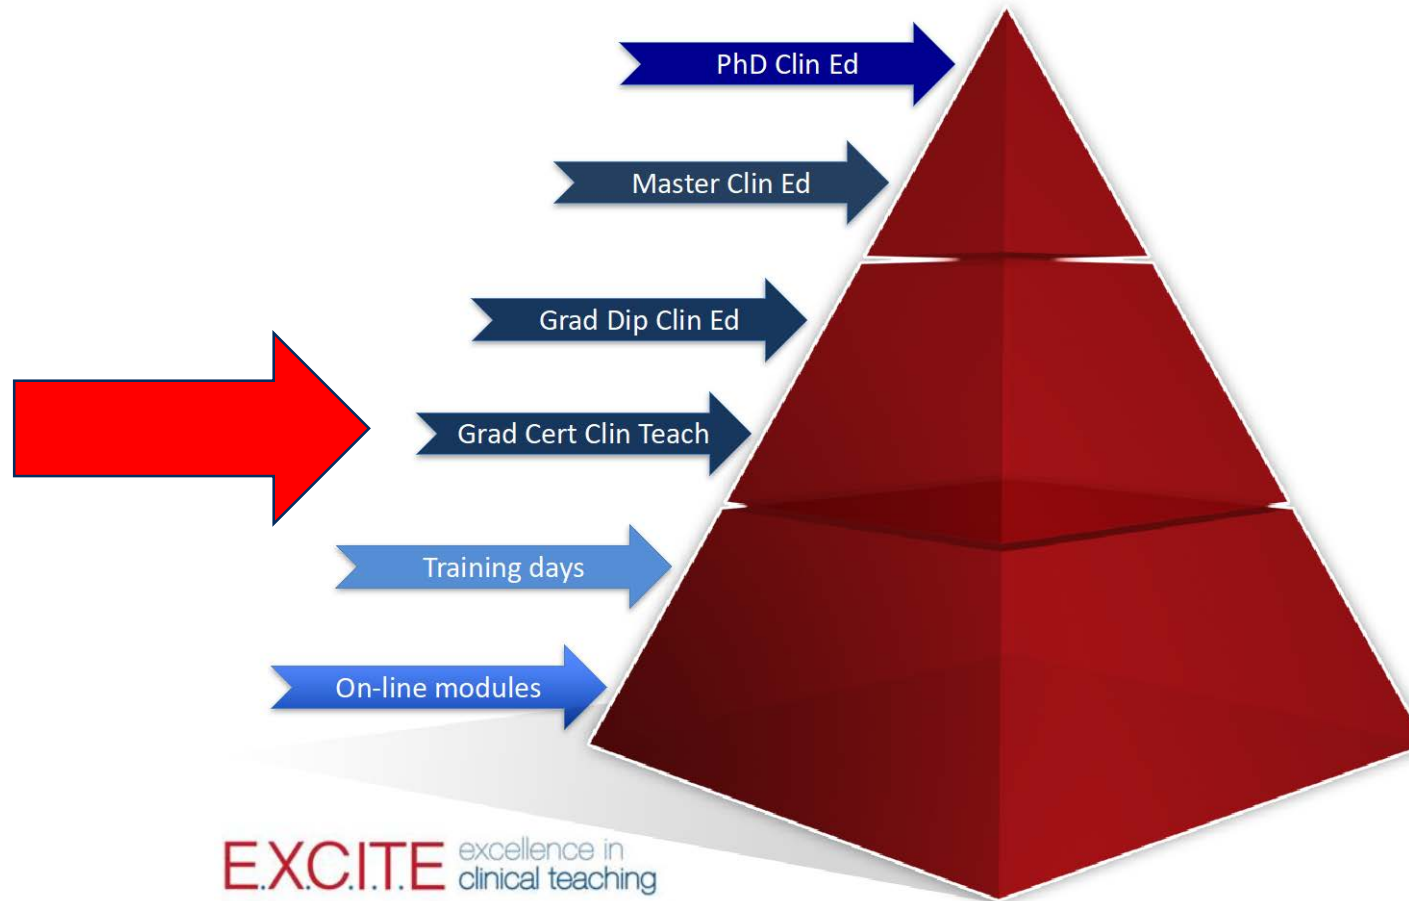 PhD Clin Ed
Master Clin Ed
Grad Dip Clin Ed
Grad Cert Clin Teach
Training days
On-line modules
E.X.C.I.T.E excellence in
clinical teaching